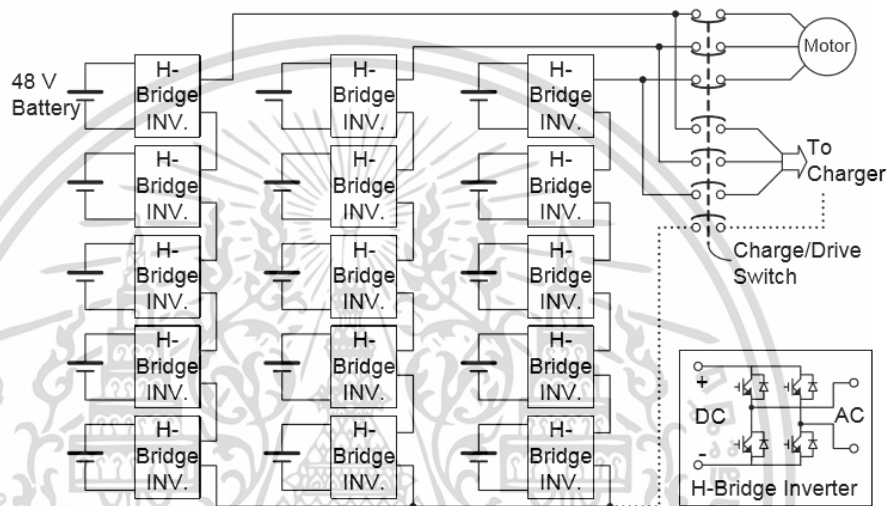 48 V
Battery
H-
Bridge
INV.
H-
Bridge
INV.
H-
Bridge
INV.
Motor
H-
Bridge
INV.
H-
Bridge
INV.
H-
Bridge
INV.
To
Charger
H-
Bridge
INV.
H-
Bridge
INV.
H-
Bridge
INV.
Charge/Drive
Switch
H-
Bridge
INV.
H-
Bridge
INV.
H-
Bridge
INV.
H-
Bridge
INV.
H-
Bridge
INV.
H-
Bridge
INV.
+
DC
AC
-
H-Bridge Inverter